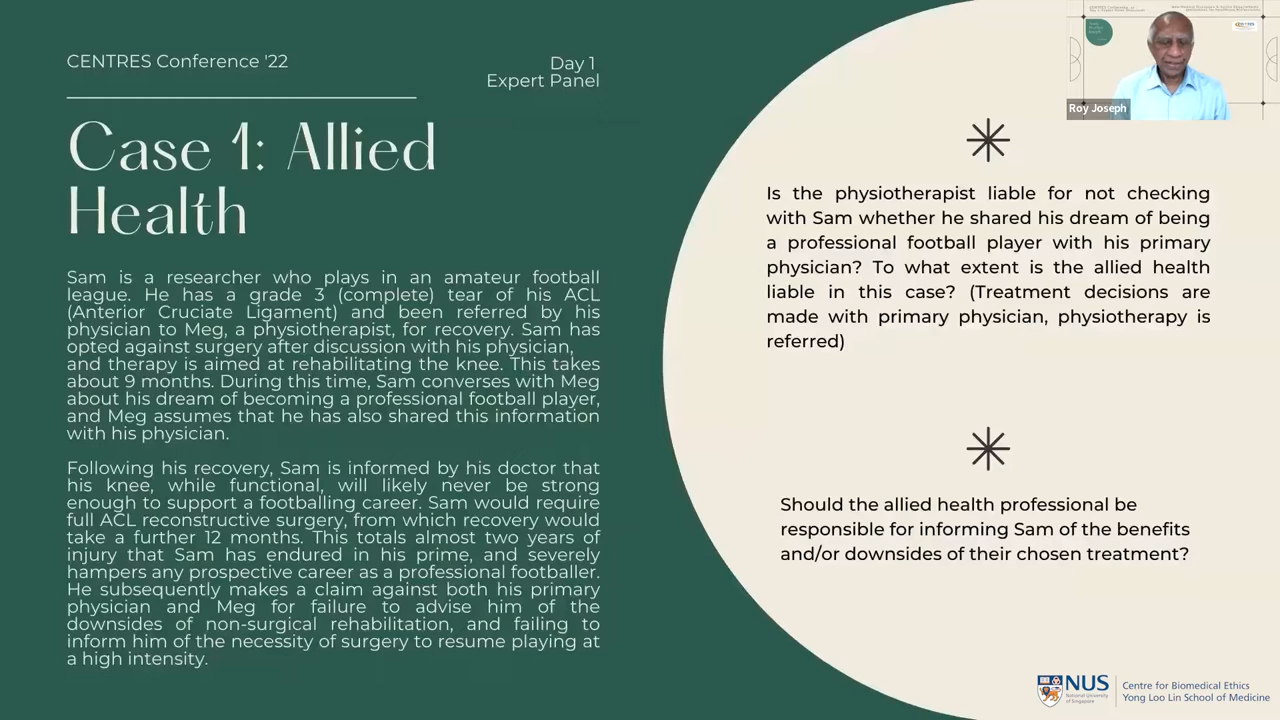 CENTRES Conference '22
Day 1
Expert Panel
Case 1: Allied
Health
Sam is a researcher who plays in an amateur football
league. He has a grade 3 (complete) tear of his ACL
(Anterior Cruciate Ligament) and been referred by his
physician to Meg, a physiotherapist, for recovery. Sam has
opted against surgery after discussion with his physician,
and therapy is aimed at rehabilitating the knee. This takes
about 9 months. During this time, Sam converses with Meg
about his dream of becoming a professional football player,
and Meg assumes that he has also shared this information
with his physician.
Following his recovery, Sam is informed by his doctor that
his knee, while functional, will likely never be strong
enough to support a footballing career. Sam would require
full ACL reconstructive surgery, from which recovery would
take a further 12 months. This totals almost two years of
injury that Sam has endured in his prime, and severely
hampers any prospective career as a professional footballer.
He subsequently makes a claim against both his primary
physician and Meg for failure to advise him of the
downsides of non-surgical rehabilitation, and failing to
inform him of the necessity of surgery to resume playing at
a high intensity.
Is the physiotherapist liable for not checking
with Sam whether he shared his dream of being
a professional football player with his primary
physician? To what extent is the allied health
liable in this case? (Treatment decisions are
made with primary physician, physiotherapy is
referred)
Should the allied health professional be
responsible for informing Sam of the benefits
and/or downsides of their chosen treatment?
Roy Joseph
NUS
National University
of Singapore
Centre for Biomedical Ethics
Yong Loo Lin School of Medicine